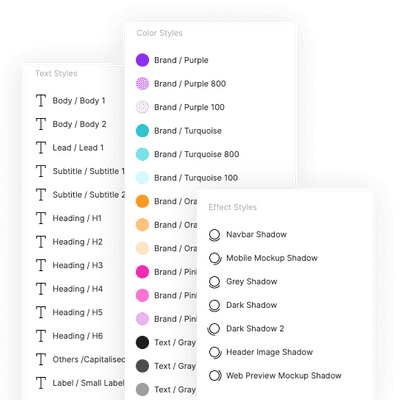 Text Styles
Body / Body 1
Body / Body 2
Lead / Lead 1
Subtitle / Subtitle 1
Subtitle / Subtitle 2
Heading / H1
Heading / H2
Heading / H3
Heading / H4
Heading / H5
Heading / H6
Others /Capitalised
Label / Small Label
Color Styles
Brand / Purple
Brand / Purple 800
Brand / Purple 100
Brand / Turquoise
Brand / Turquoise 800
Brand / Turquoise 100
Brand / Ora
Brand / Ora
Brand / Ora
Brand / Pin
Brand / Pin
Brand / Pin
Text / Gray
Text / Gray
Text / Gray
Effect Styles
Navbar Shadow
Mobile Mockup Shadow
Grey Shadow
Dark Shadow
Dark Shadow 2
Header Image Shadow
Web Preview Mockup Shadow